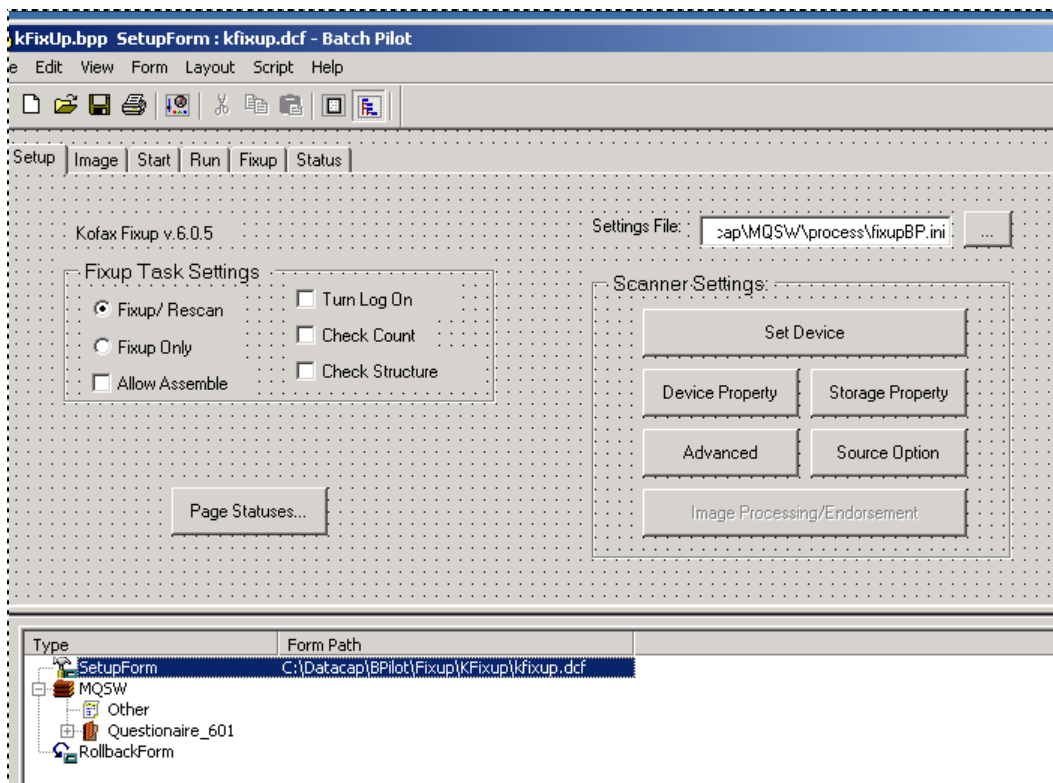 kFixUp.bpp SetupForm : kfixup.dcf - Batch Pilot
e Edit View Form Layout Script Help
Setup Image Start Run Fixup Status
Kofax Fixup v.6.0.5
Settings File: :ap\MQSW\process\fixupBP.ini ...
Fixup Task Settings
Scanner Settings:
Fixup/ Rescan
Turn Log On
Set Device
Fixup Only
Check Count
Allow Assemble
Check Structure
Device Property Storage Property
Advanced Source Option
Page Statuses...
Image Processing/Endorsement
Type Form Path
SetupForm C:\Datacap\BPilot\Fixup\KFixup\kfixup.dcf
MQSW
Other
Questionaire_601
RollbackForm